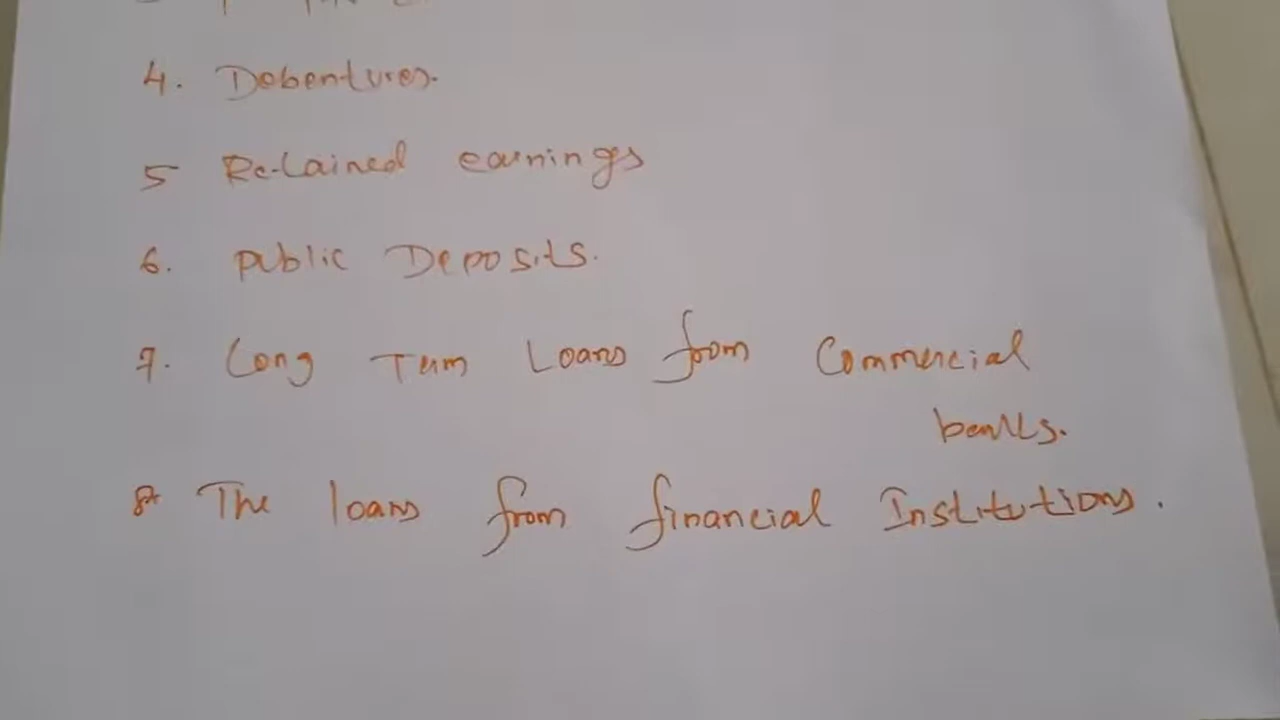 4. Debentures.
5 Retained earnings
6. Public Deposits.
7. Long Term Loans from Commercial
banks.
8 The loans from financial Institutions.